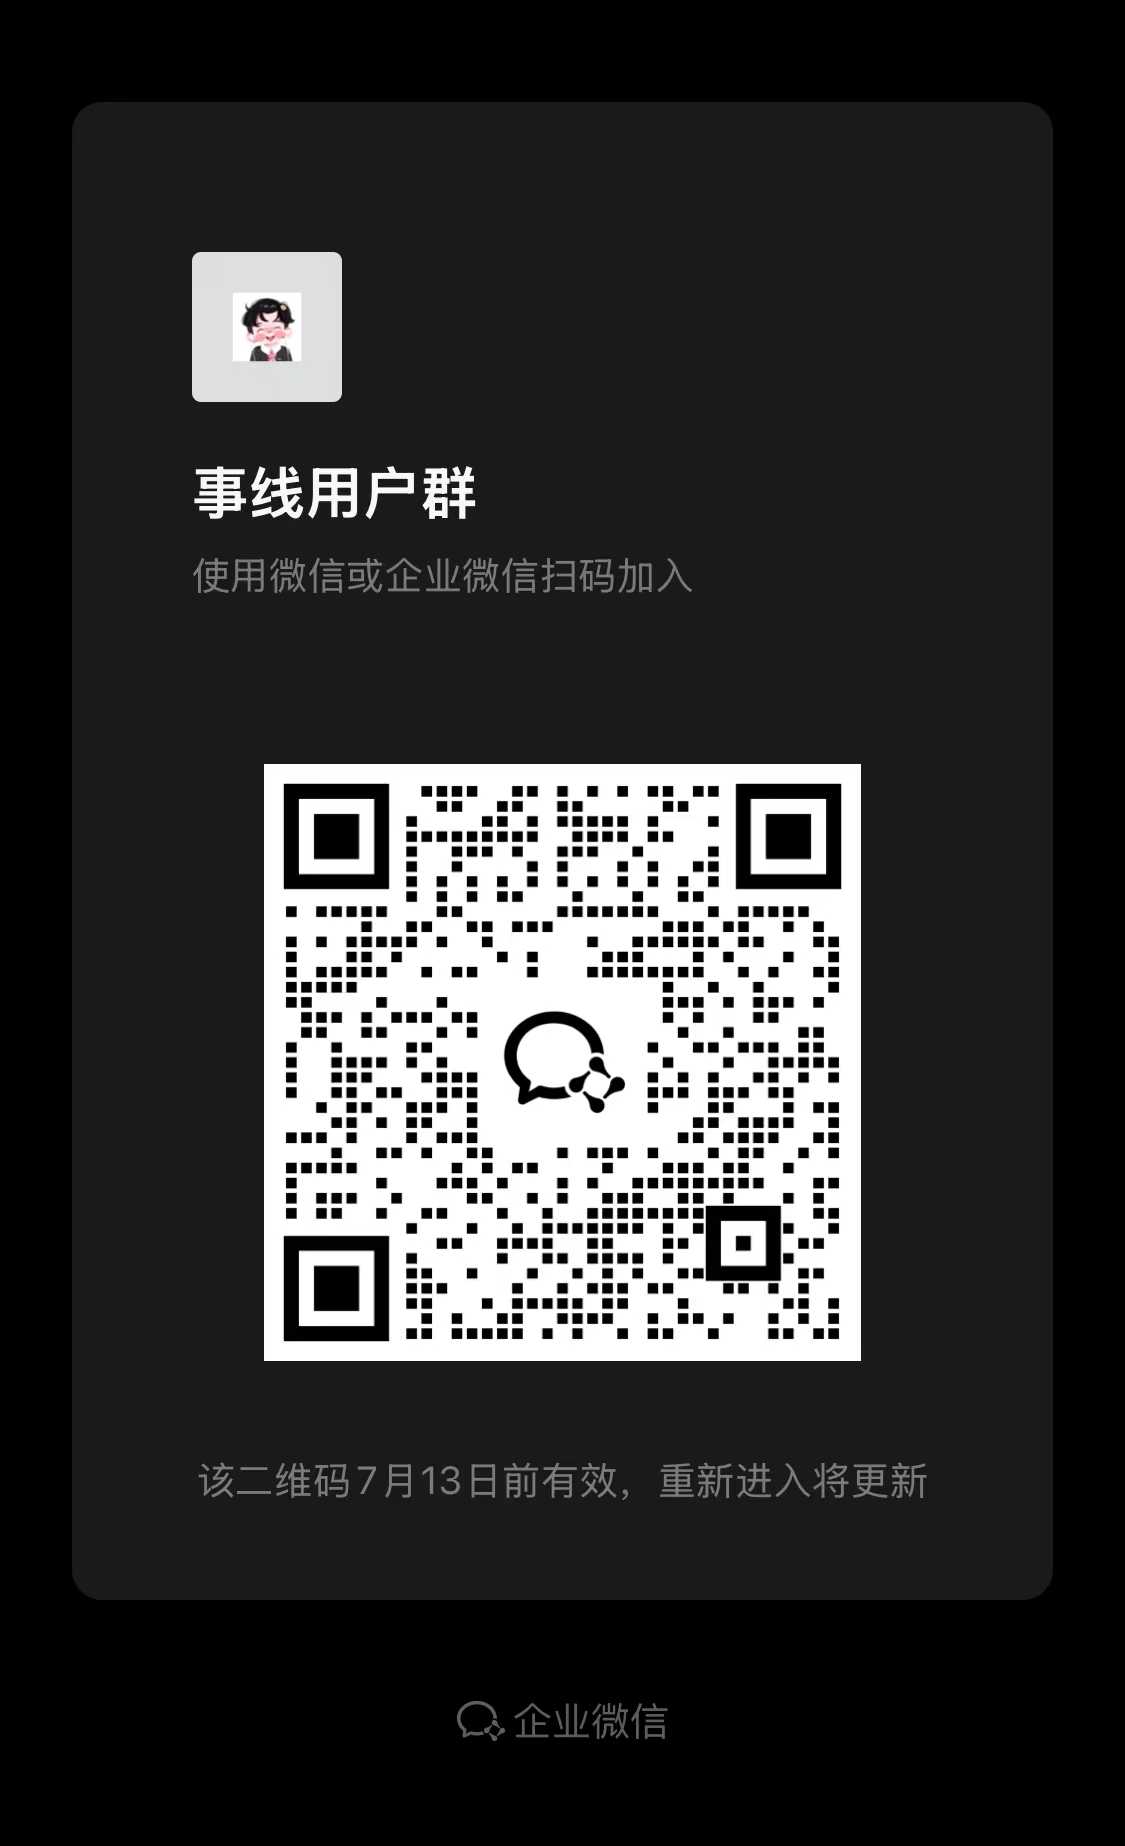 事线用户群
使用微信或企业微信扫码加入
该二维码7月13日前有效，重新进入将更新
企业微信